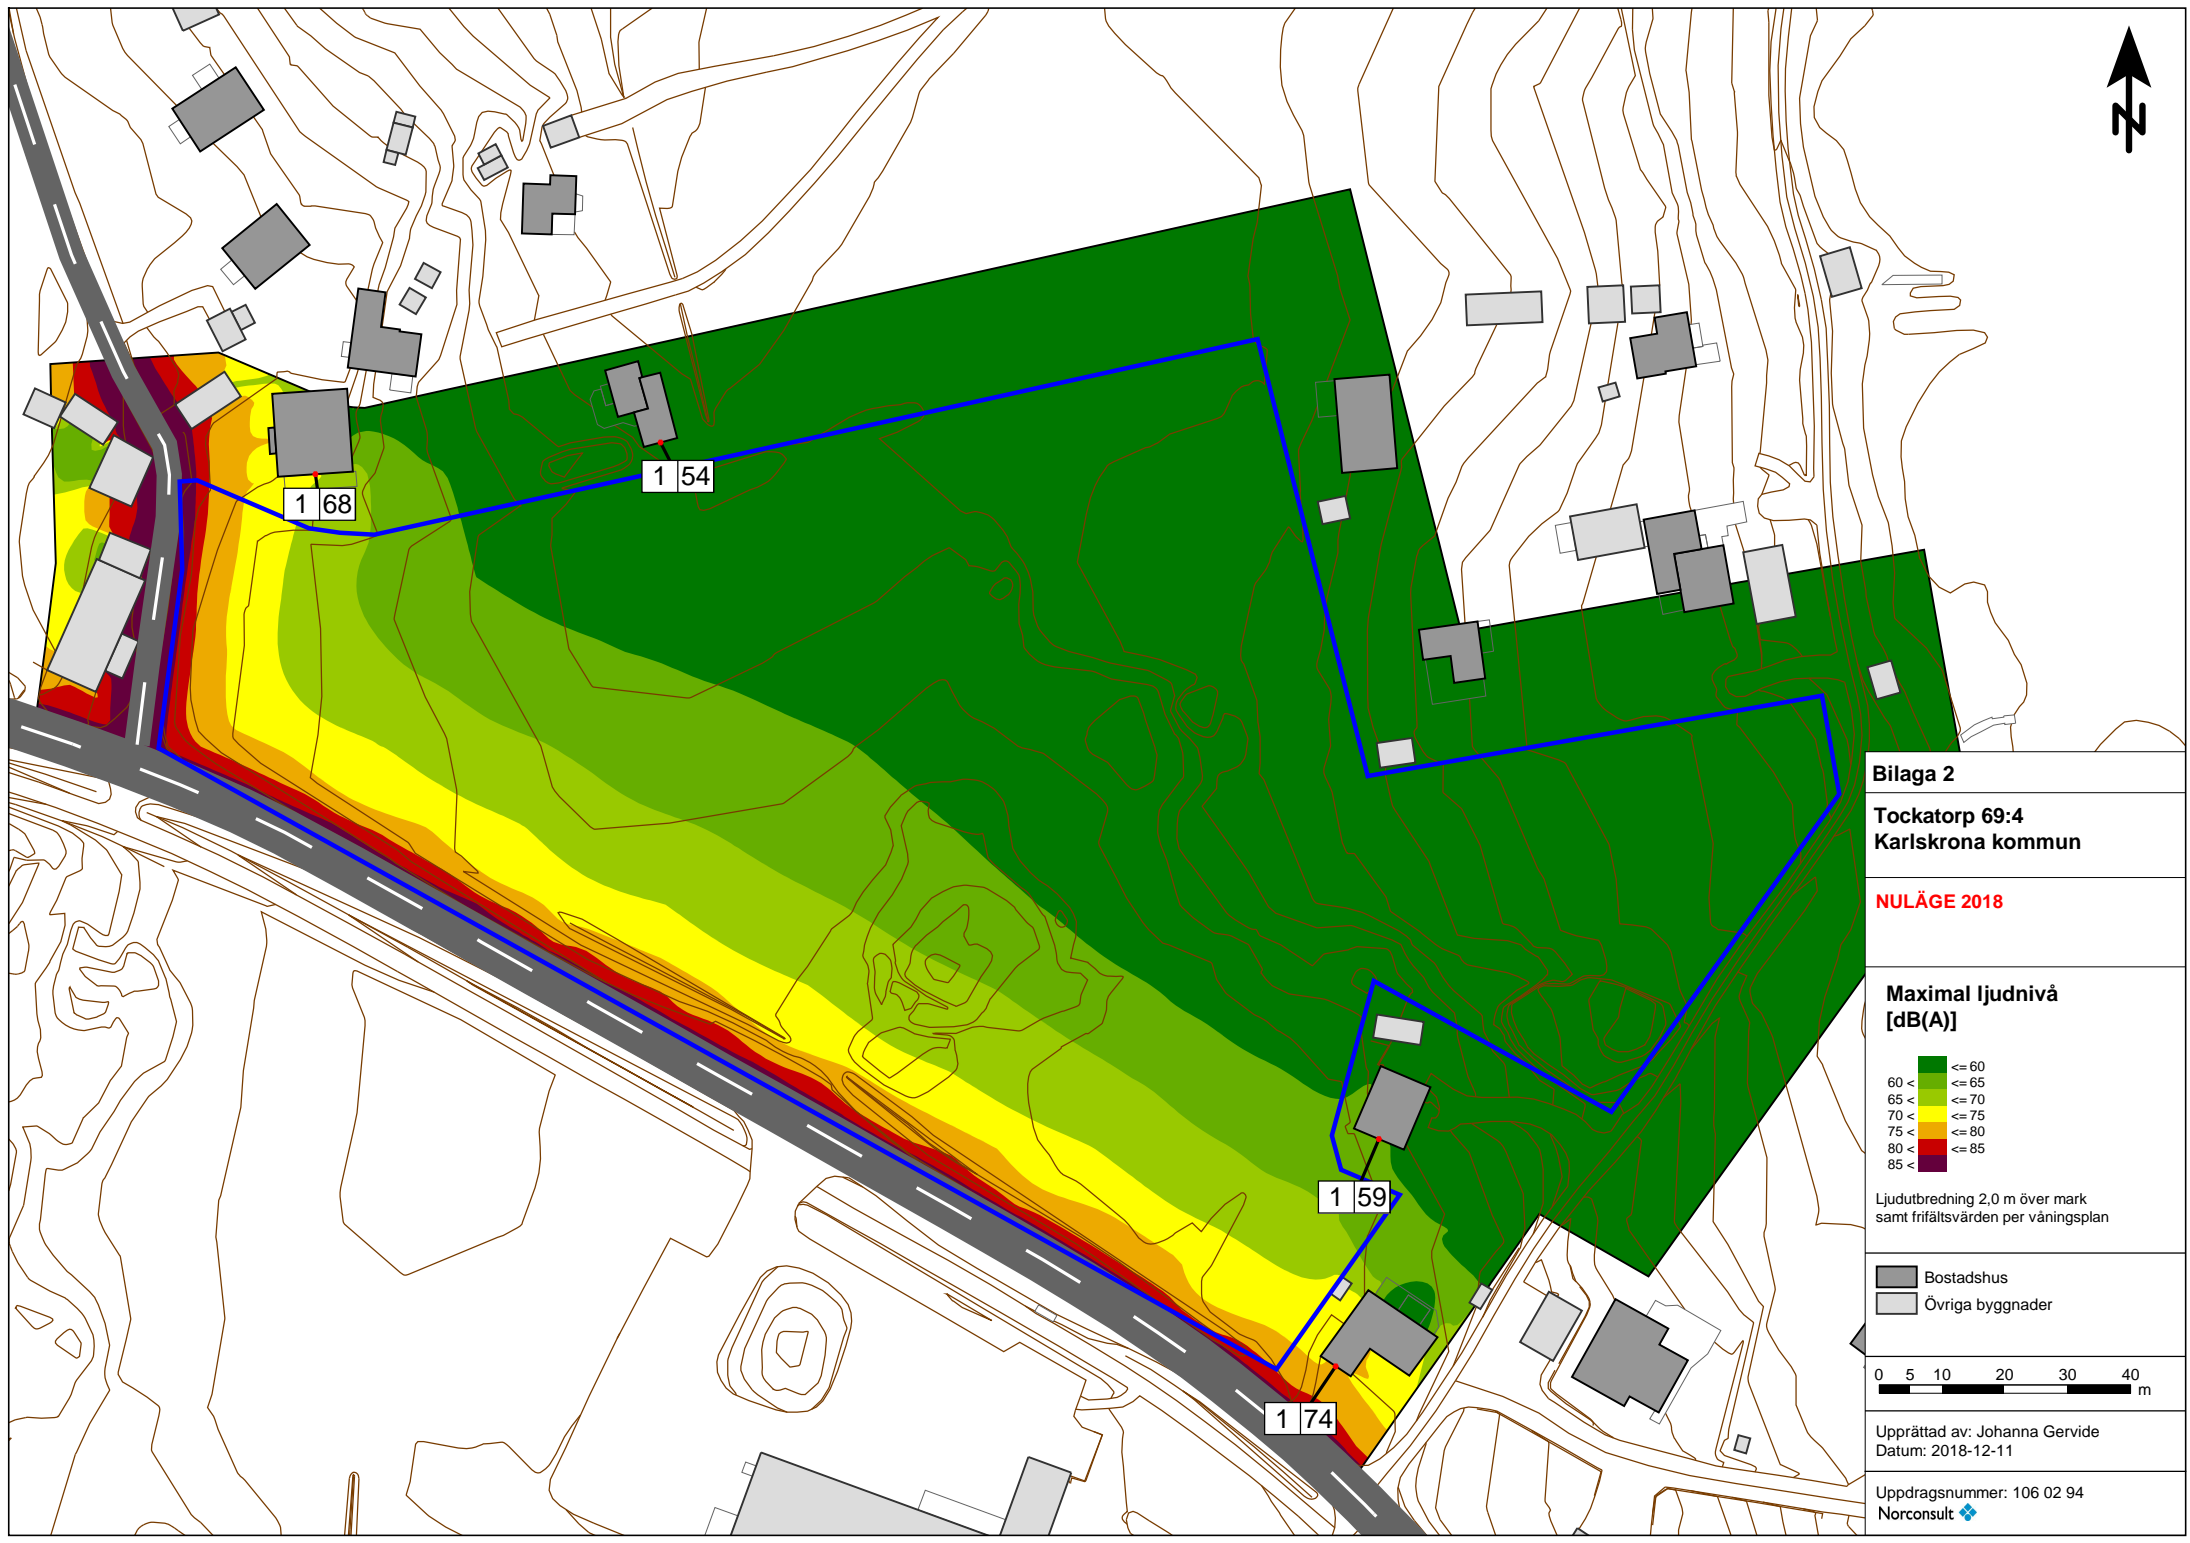 N
1 68
1 54
1 59
1 74
Bilaga 2
Tockatorp 69:4
Karlskrona kommun
NULÄGE 2018
Maximal ljudnivå
[dB(A)]
<= 60
60 < <= 65
65 < <= 70
70 < <= 75
75 < <= 80
80 < <= 85
85 <
Ljudutbredning 2,0 m över mark
samt frifältsvärden per våningsplan
Bostadshus
Övriga byggnader
0 5 10 20 30 40
m
Upprättad av: Johanna Gervide
Datum: 2018-12-11
Uppdragsnummer: 106 02 94
Norconsult